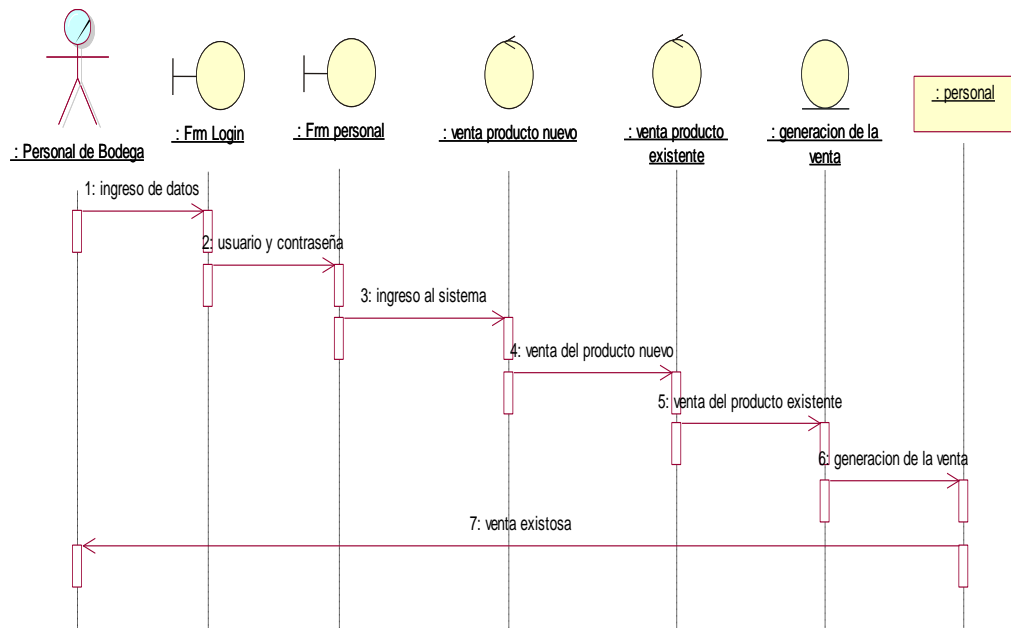 : Personal de Bodega
: Frm Login
: Frm personal
: venta producto nuevo
: venta producto
existente
: generacion de la
venta
: personal
1: ingreso de datos
2: usuario y contraseña
3: ingreso al sistema
4: venta del producto nuevo
5: venta del producto existente
6: generacion de la venta
7: venta existosa